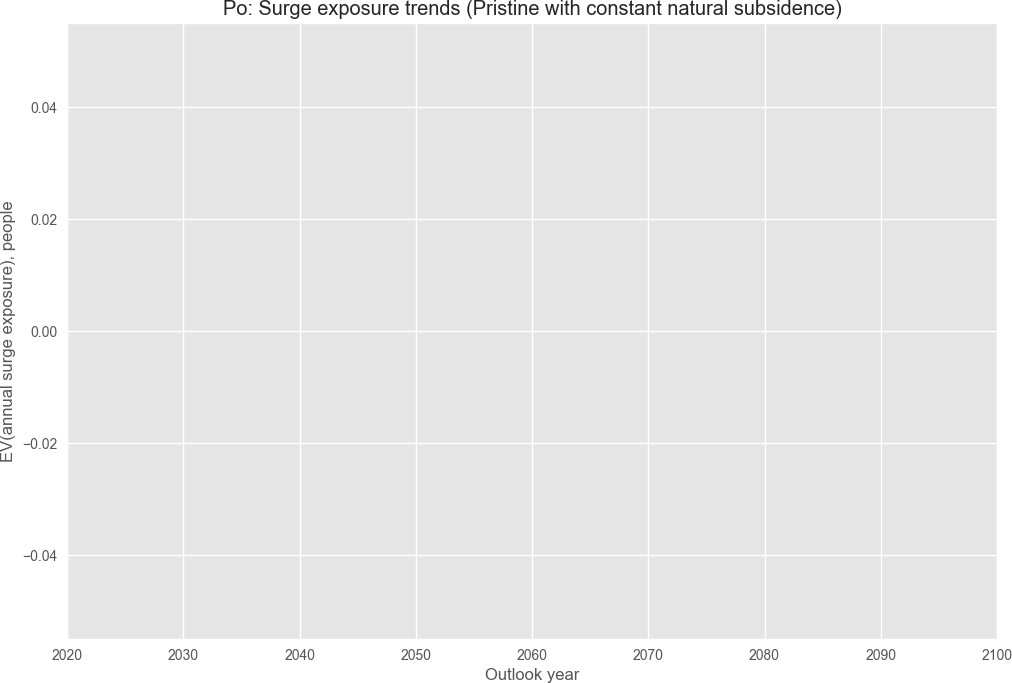 Po: Surge exposure trends (Pristine with constant natural subsidence)
EV(annual surge exposure), people
0.04
0.02
0.00
−0.02
−0.04
2020 2030 2040 2050 2060 2070 2080 2090 2100
Outlook year